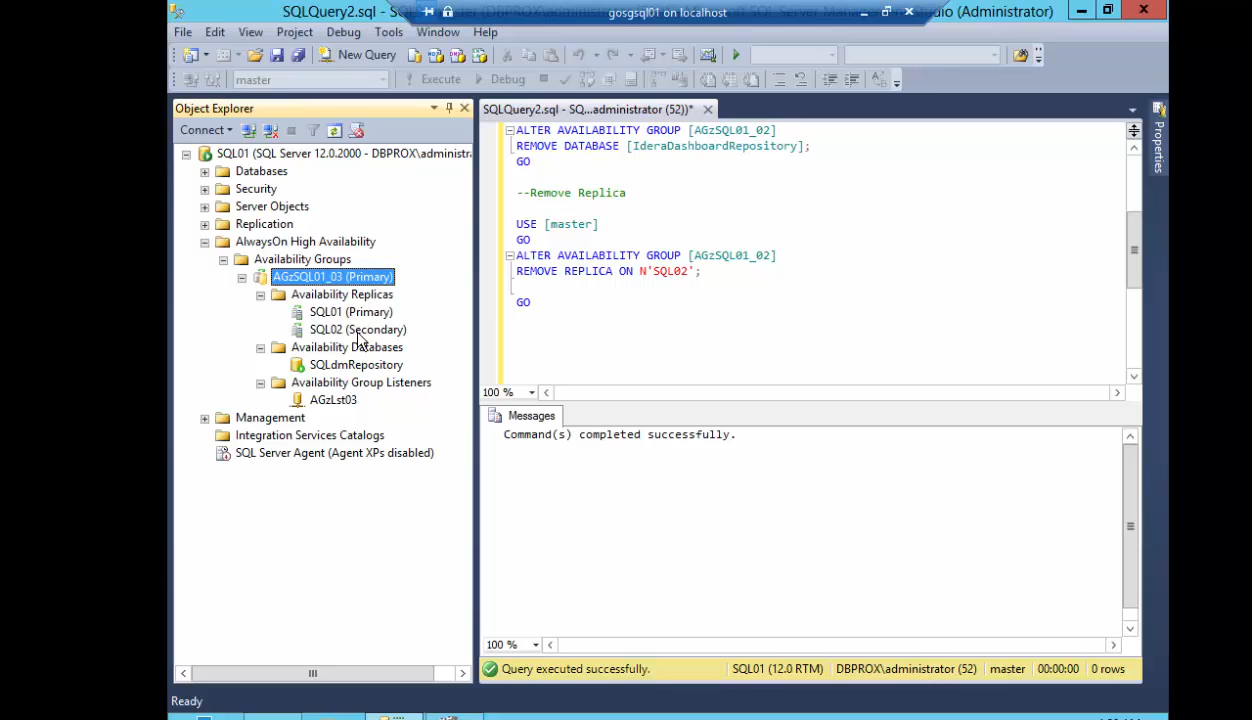 SQLQuery2.sql - SQ
gosgsql01 on localhost
dio (Administrator)
File Edit View Project Debug Tools Window Help
New Query
master
Execute Debug
Object Explorer
SQLQuery2.sql - SQ...administrator (52))*
Connect
SQL01 (SQL Server 12.0.2000 - DBPROX\administr
Databases
Security
Server Objects
Replication
AlwaysOn High Availability
Availability Groups
AGzSQL01_03 (Primary)
Availability Replicas
SQL01 (Primary)
SQL02 (Secondary)
Availability Databases
SQLdmRepository
Availability Group Listeners
AGzLst03
Management
Integration Services Catalogs
SQL Server Agent (Agent XPs disabled)
ALTER AVAILABILITY GROUP [AGzSQL01_02]
REMOVE DATABASE [IderaDashboardRepository];
GO
--Remove Replica
USE [master]
GO
ALTER AVAILABILITY GROUP [AGzSQL01_02]
REMOVE REPLICA ON N'SQL02';
GO
100 %
Messages
Command(s) completed successfully.
100 %
Query executed successfully.
SQL01 (12.0 RTM) DBPROX\administrator (52) master 00:00:00 0 rows
Properties
Ready